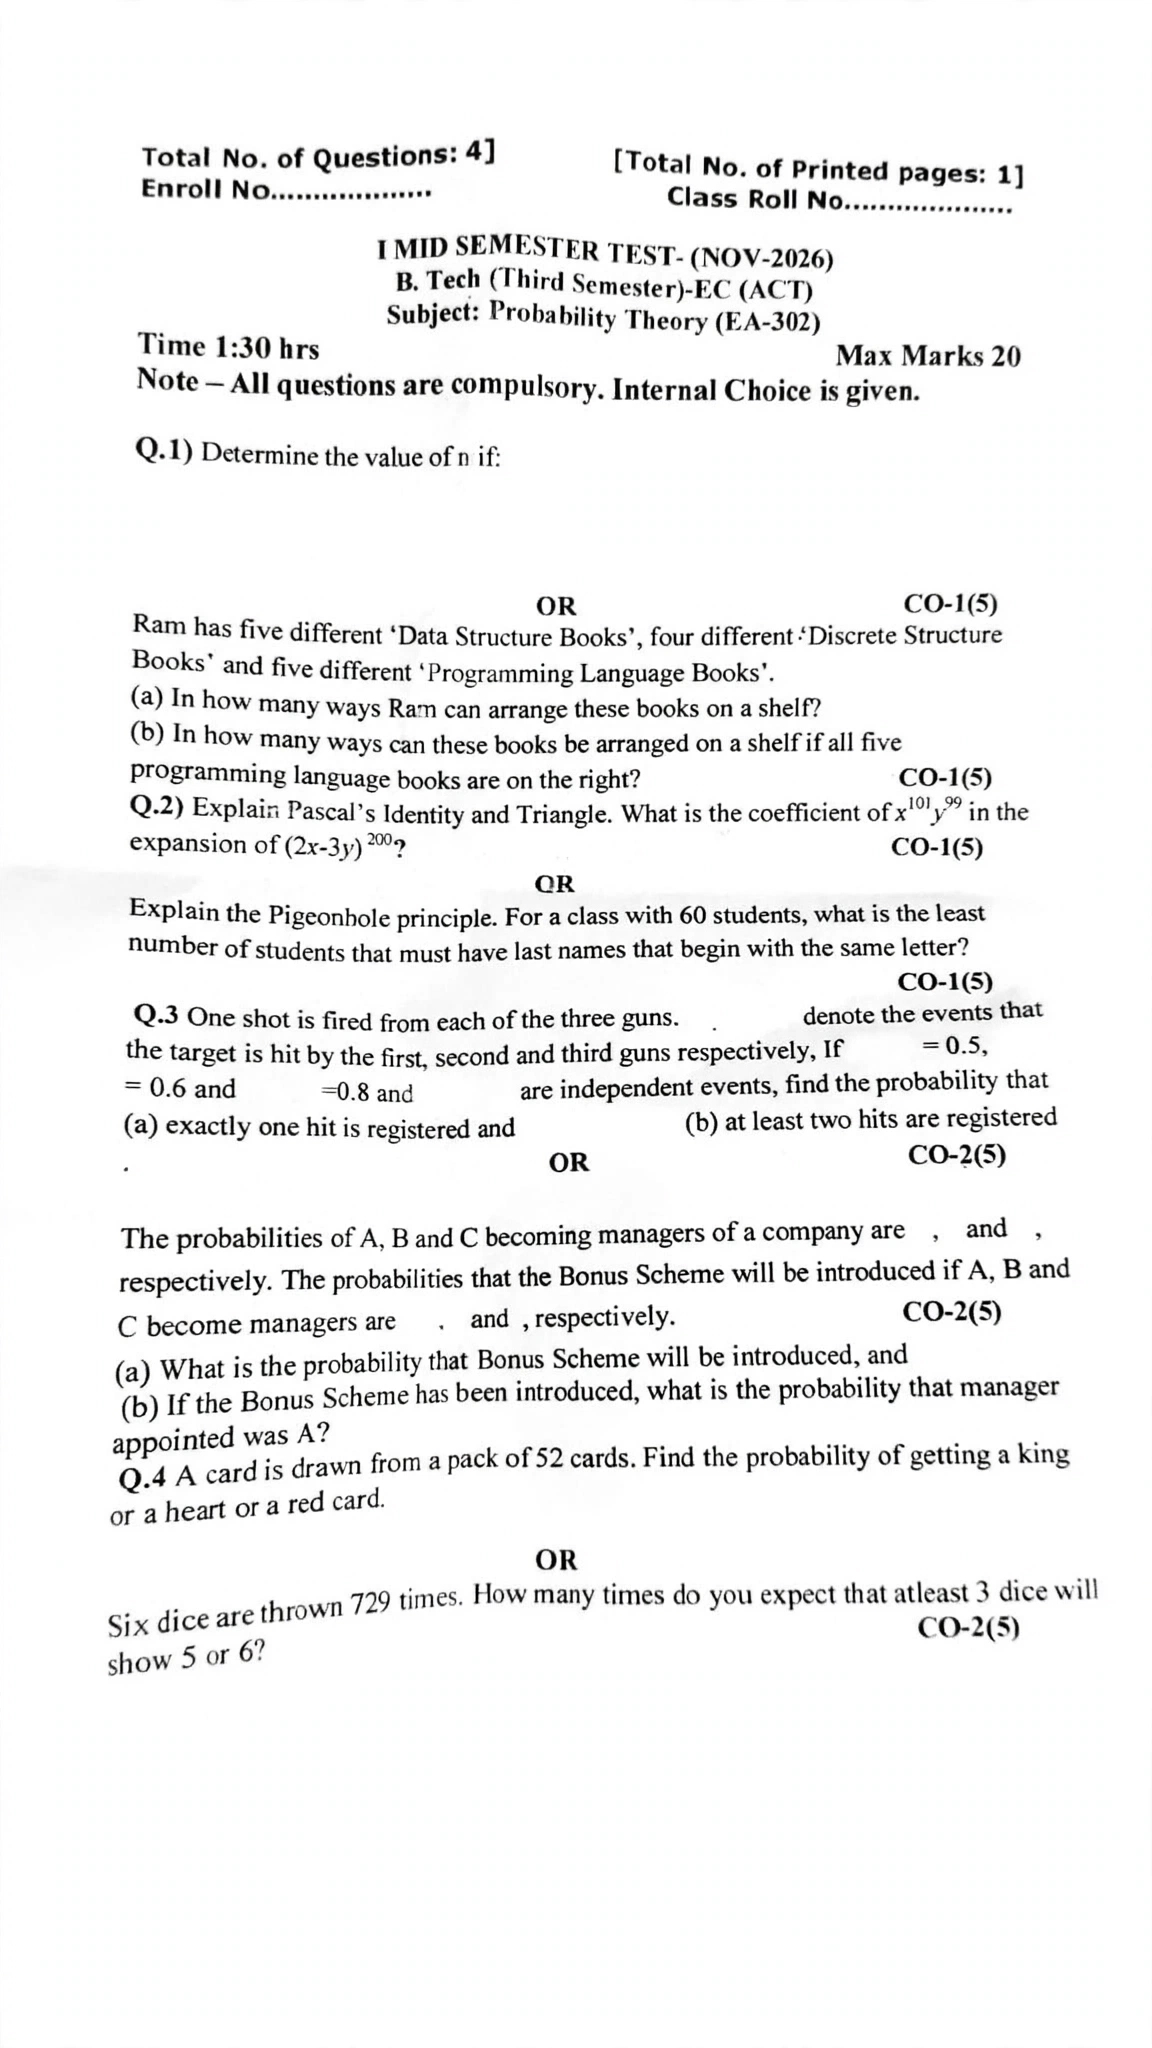 Total No. of Questions: 4] [Total No. of Printed pages: 1]
Enroll No................... Class Roll No....................
I MID SEMESTER TEST- (NOV-2026)
B. Tech (Third Semester)-EC (ACT)
Subject: Probability Theory (EA-302)
Time 1:30 hrs Max Marks 20
Note – All questions are compulsory. Internal Choice is given.
Q.1) Determine the value of n if:
OR CO-1(5)
Ram has five different ‘Data Structure Books’, four different ‘Discrete Structure
Books’ and five different ‘Programming Language Books’.
(a) In how many ways Ram can arrange these books on a shelf?
(b) In how many ways can these books be arranged on a shelf if all five
programming language books are on the right? CO-1(5)
Q.2) Explain Pascal’s Identity and Triangle. What is the coefficient of x¹⁰¹y⁹⁹ in the
expansion of (2x-3y) ²⁰⁰? CO-1(5)
OR
Explain the Pigeonhole principle. For a class with 60 students, what is the least
number of students that must have last names that begin with the same letter?
CO-1(5)
Q.3 One shot is fired from each of the three guns. . denote the events that
the target is hit by the first, second and third guns respectively, If = 0.5,
= 0.6 and =0.8 and are independent events, find the probability that
(a) exactly one hit is registered and (b) at least two hits are registered
. OR CO-2(5)
The probabilities of A, B and C becoming managers of a company are , and ,
respectively. The probabilities that the Bonus Scheme will be introduced if A, B and
C become managers are . and , respectively. CO-2(5)
(a) What is the probability that Bonus Scheme will be introduced, and
(b) If the Bonus Scheme has been introduced, what is the probability that manager
appointed was A?
Q.4 A card is drawn from a pack of 52 cards. Find the probability of getting a king
or a heart or a red card.
OR
Six dice are thrown 729 times. How many times do you expect that atleast 3 dice will
show 5 or 6? CO-2(5)